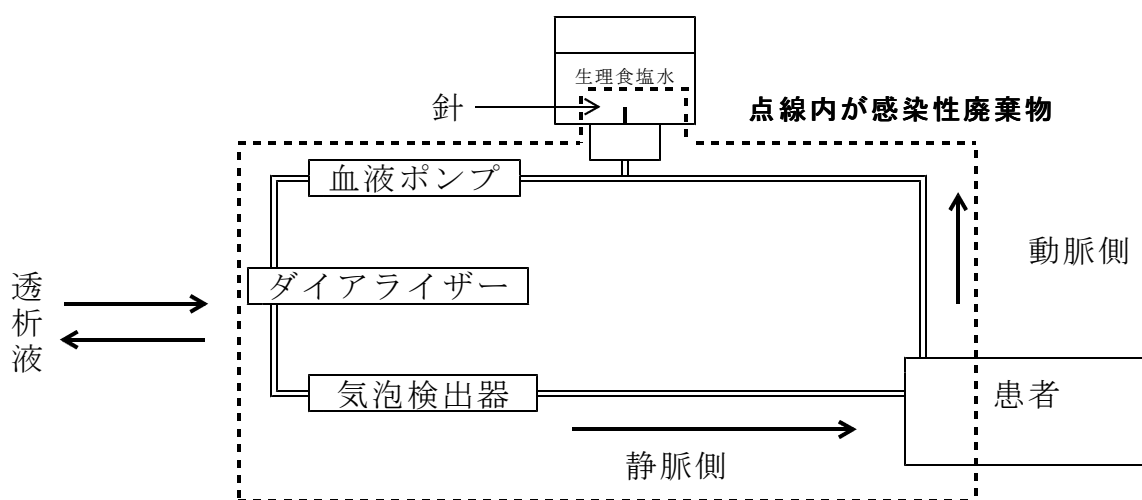 生理食塩水
針
点線内が感染性廃棄物
血液ポンプ
動脈側
ダイアライザー
透析液
気泡検出器
患者
静脈側